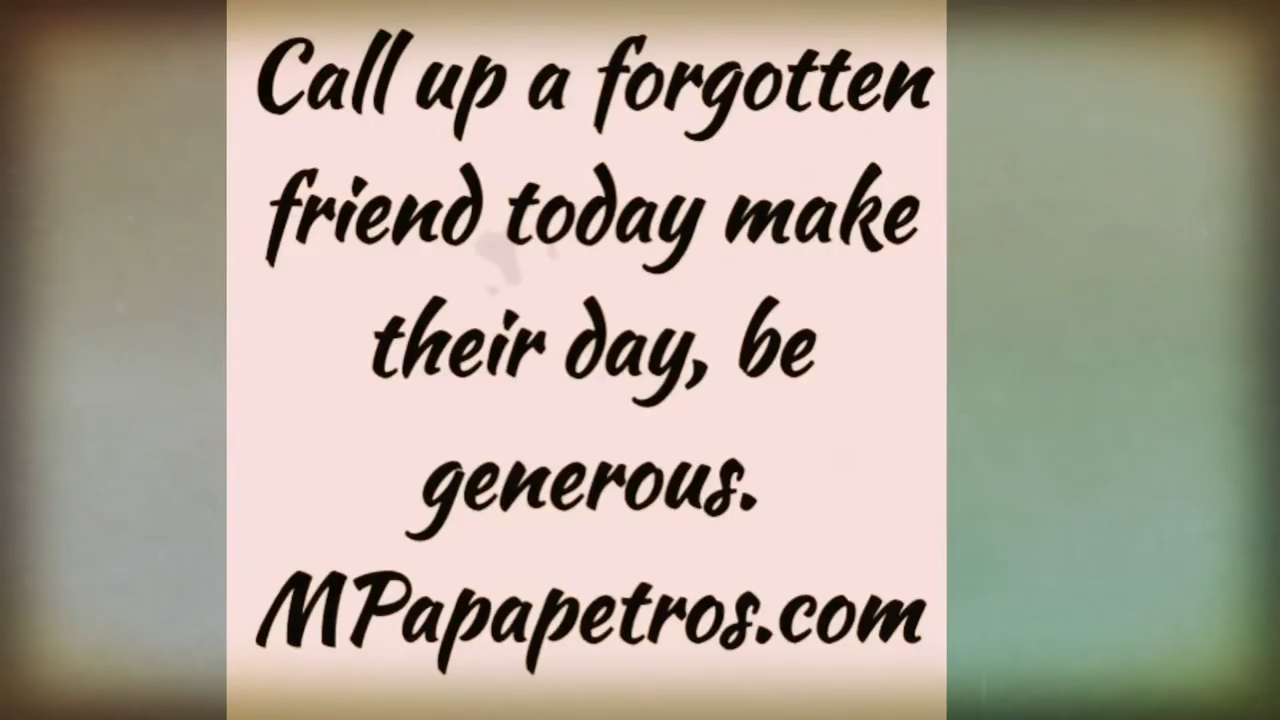 Call up a forgotten
friend today make
their day, be
generous.
MPapapetros.com